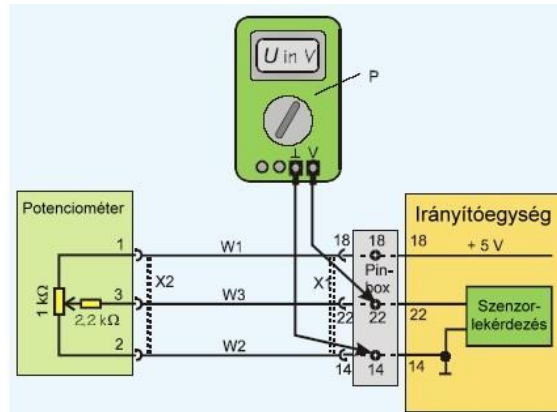 U in V
P
⊥ V
Potenciométer
Irányítóegység
1
W1
18
18
18
+ 5 V
X2
X1
Pin-
box
1 kΩ
3
W3
22
22
22
2,2 kΩ
Szenzor-
lekérdezés
2
W2
14
14
14